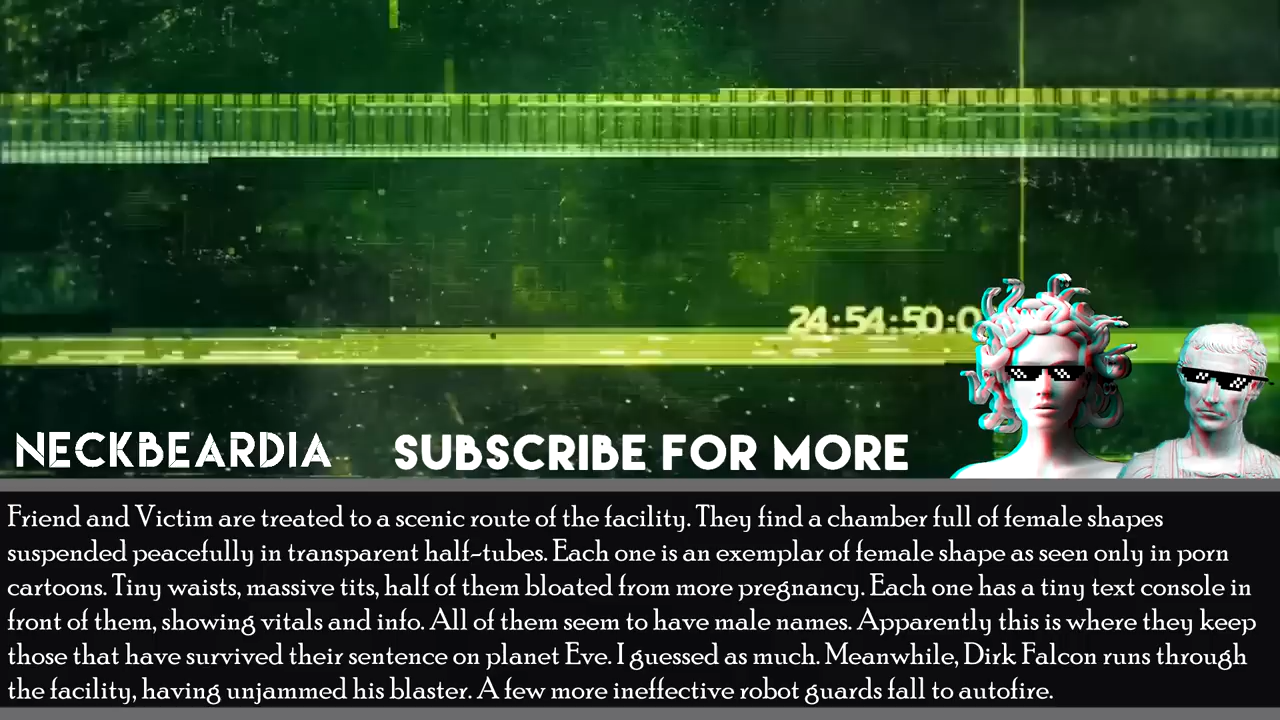 24:54:50:0
NECKBEARDIA
SUBSCRIBE FOR MORE
Friend and Victim are treated to a scenic route of the facility. They find a chamber full of female shapes
suspended peacefully in transparent half-tubes. Each one is an exemplar of female shape as seen only in porn
cartoons. Tiny waists, massive tits, half of them bloated from more pregnancy. Each one has a tiny text console in
front of them, showing vitals and info. All of them seem to have male names. Apparently this is where they keep
those that have survived their sentence on planet Eve. I guessed as much. Meanwhile, Dirk Falcon runs through
the facility, having unjammed his blaster. A few more ineffective robot guards fall to autofire.